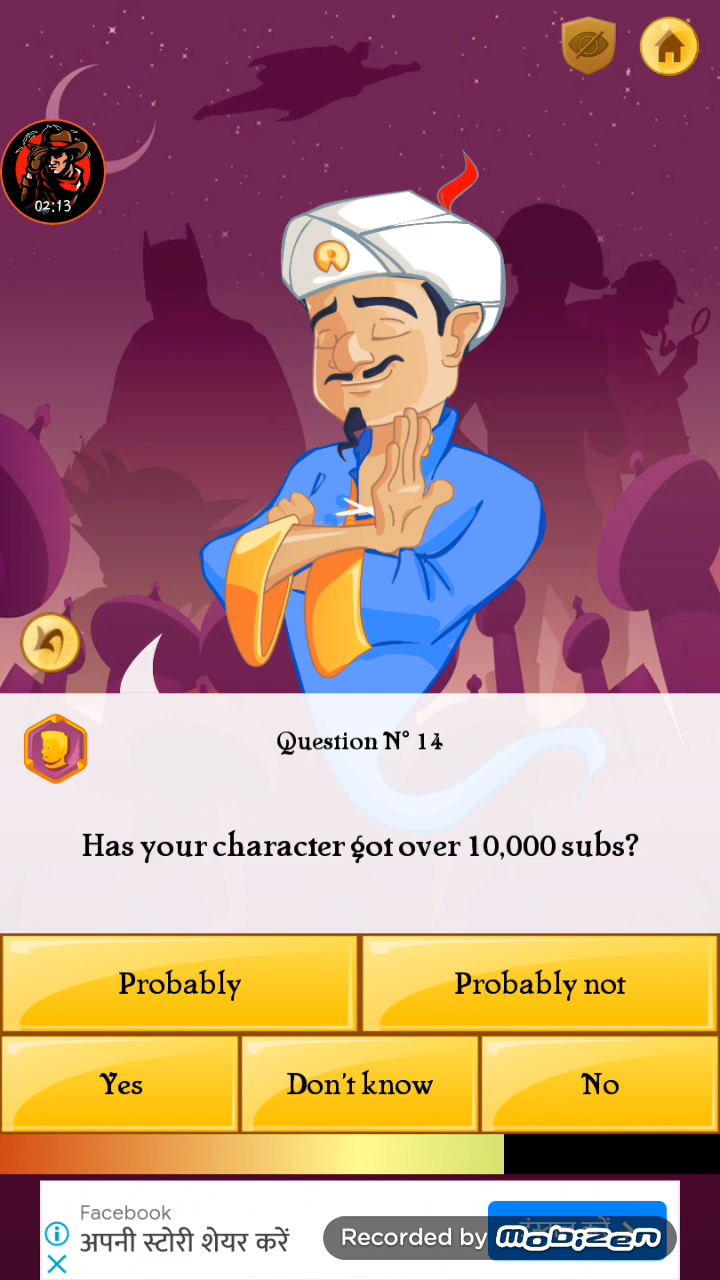 02:13
Question N° 14
Has your character got over 10,000 subs?
Probably
Probably not
Yes
Don't know
No
Facebook
अपनी स्टोरी शेयर करें
Recorded by mobizen